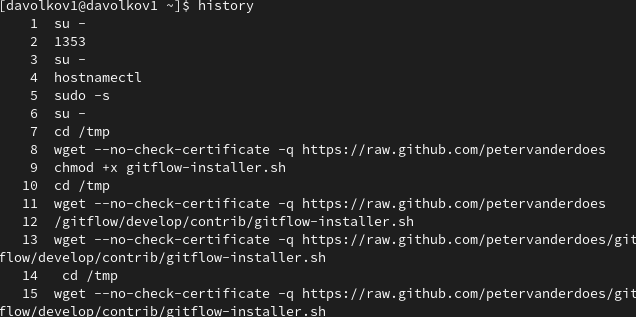 [davolkov1@davolkov1 ~]$ history
    1  su -
    2  1353
    3  su -
    4  hostnamectl
    5  sudo -s
    6  su -
    7  cd /tmp
    8  wget --no-check-certificate -q https://raw.github.com/petervanderdoes
    9  chmod +x gitflow-installer.sh
   10  cd /tmp
   11  wget --no-check-certificate -q https://raw.github.com/petervanderdoes
   12  /gitflow/develop/contrib/gitflow-installer.sh
   13  wget --no-check-certificate -q https://raw.github.com/petervanderdoes/git
flow/develop/contrib/gitflow-installer.sh
   14   cd /tmp
   15  wget --no-check-certificate -q https://raw.github.com/petervanderdoes/git
flow/develop/contrib/gitflow-installer.sh